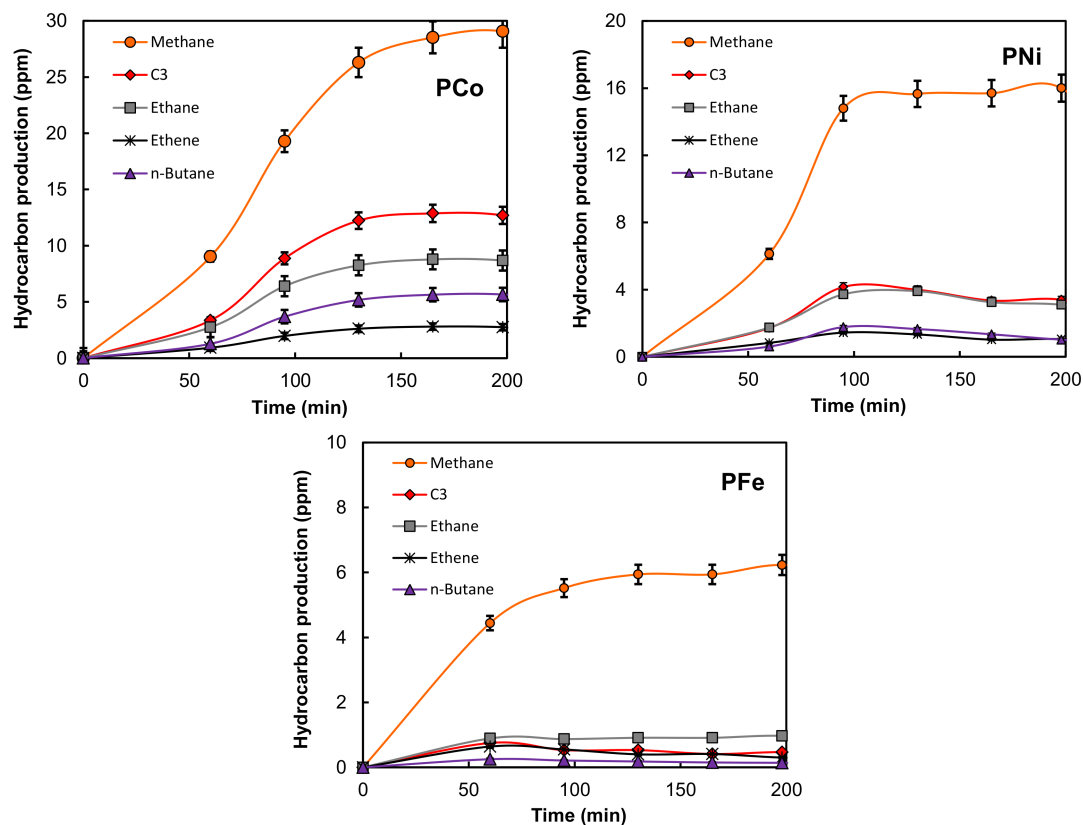 Hydrocarbon production (ppm)
30
25
20
15
10
5
0
Methane
C3
Ethane
Ethene
n-Butane
PCo
0
50
100
150
200
Time (min)
Hydrocarbon production (ppm)
20
16
12
8
4
0
Methane
C3
Ethane
Ethene
n-Butane
PNi
0
50
100
150
200
Time (min)
Hydrocarbon production (ppm)
10
8
6
4
2
0
Methane
C3
Ethane
Ethene
n-Butane
PFe
0
50
100
150
200
Time (min)